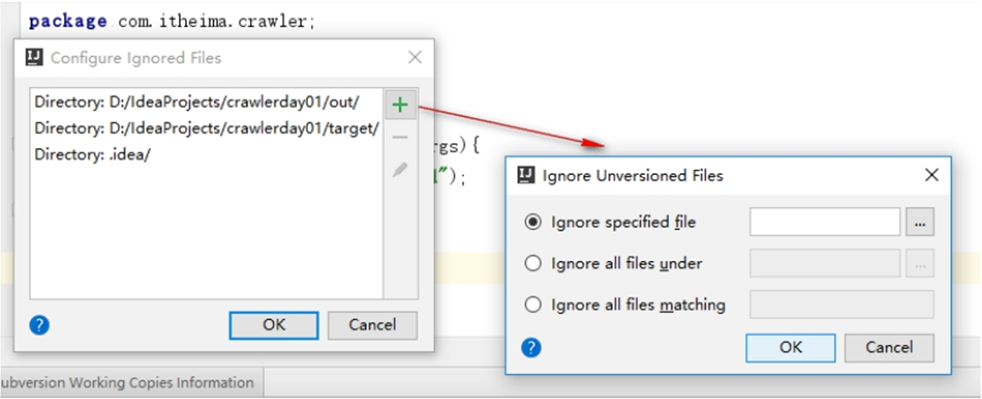 package com.itheima.crawler;
Configure Ignored Files
Directory: D:/IdeaProjects/crawlerday01/out/
Directory: D:/IdeaProjects/crawlerday01/target/
Directory: .idea/
OK
Cancel
rgs){
");
Ignore Unversioned Files
Ignore specified file
...
Ignore all files under
...
Ignore all files matching
OK
Cancel
ubversion Working Copies Information